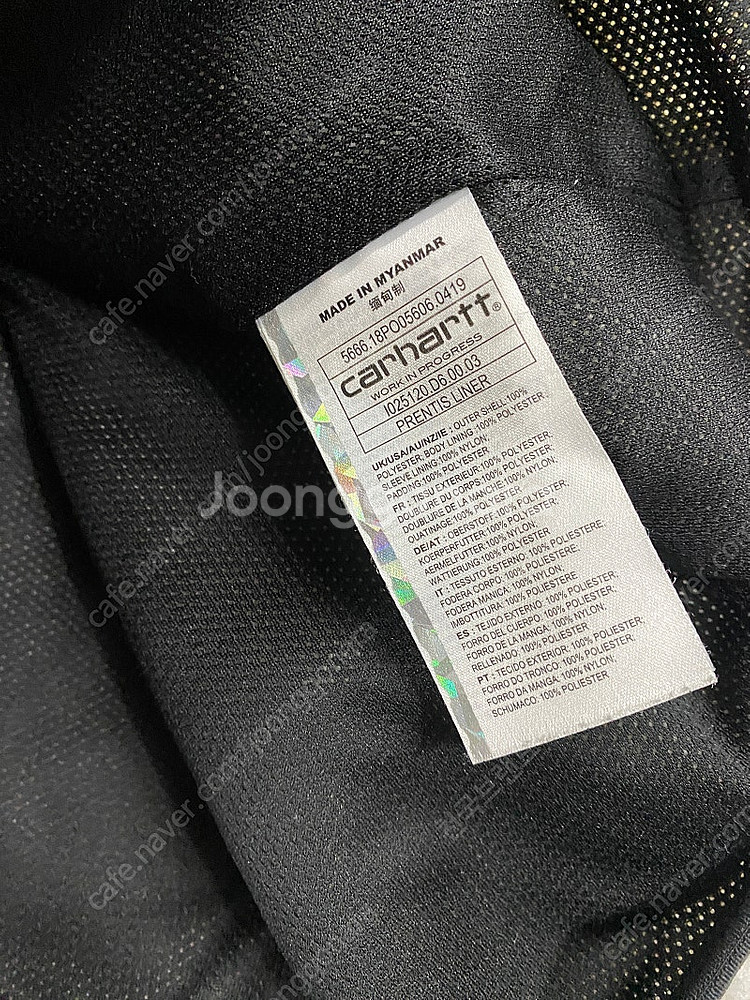 MADE IN MYANMAR
缅甸制
5666.18PO05606.0419
carhartt®
WORK IN PROGRESS
I025120.D6.00.03
PRENTIS LINER
UK/USA/AU/NZ/IE : OUTER SHELL:100%
POLYESTER;BODY LINING:100% POLYESTER;
SLEEVE LINING:100% NYLON;
PADDING:100% POLYESTER
FR : TISSU EXTERIEUR:100% POLYESTER;
DOUBLURE DU CORPS:100% POLYESTER;
DOUBLURE DE LA MANCHE:100% NYLON;
OUATINAGE:100% POLYESTER
DE/AT : OBERSTOFF:100% POLYESTER;
KOERPERFUTTER:100% POLYESTER;
AERMELFUTTER:100% NYLON;
WATTIERUNG:100% POLYESTER
IT : TESSUTO ESTERNO: 100% POLIESTERE;
FODERA CORPO: 100% POLIESTERE;
FODERA MANICA: 100% NYLON;
IMBOTTITURA: 100% POLIESTERE
ES : TEJIDO EXTERNO: 100% POLIESTER;
FORRO DEL CUERPO: 100% POLIESTER;
FORRO DE LA MANGA: 100% NYLON;
RELLENADO: 100% POLIESTER
PT : TECIDO EXTERIOR: 100% POLIESTER;
FORRO DO TRONCO: 100% POLIESTER;
FORRO DA MANGA: 100% NYLON;
SCHUMACO: 100% POLIESTER
cafe.naver.com/joonggonara